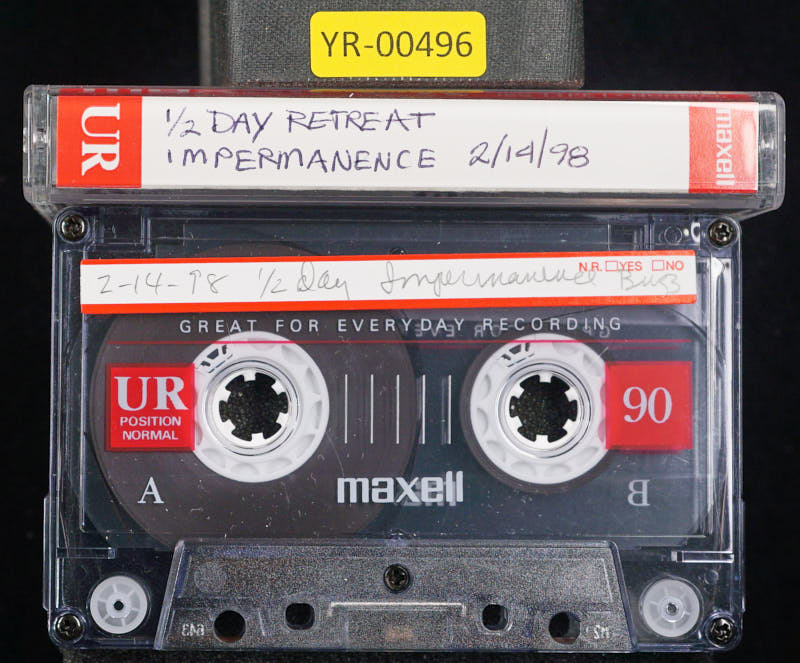 YR-00496
UR
1/2 DAY RETREAT
IMPERMANENCE 2/14/98
maxell
2-14-98 1/2 Day Impermanence
N.R. □YES □NO
GREAT FOR EVERYDAY RECORDING
UR
POSITION
NORMAL
90
A
B
maxell
643